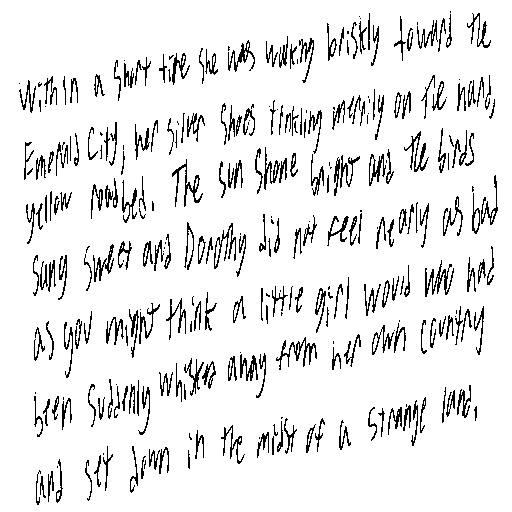 Within a short time she was walking briskly toward the
Emerald City, her silver shoes tinkling merrily on the hard,
yellow roadbed. The sun shone bright and the birds
sang sweet and Dorothy did not feel nearly as bad
as you might think a little girl would who had
been suddenly whisked away from her own country
and set down in the midst of a strange land.